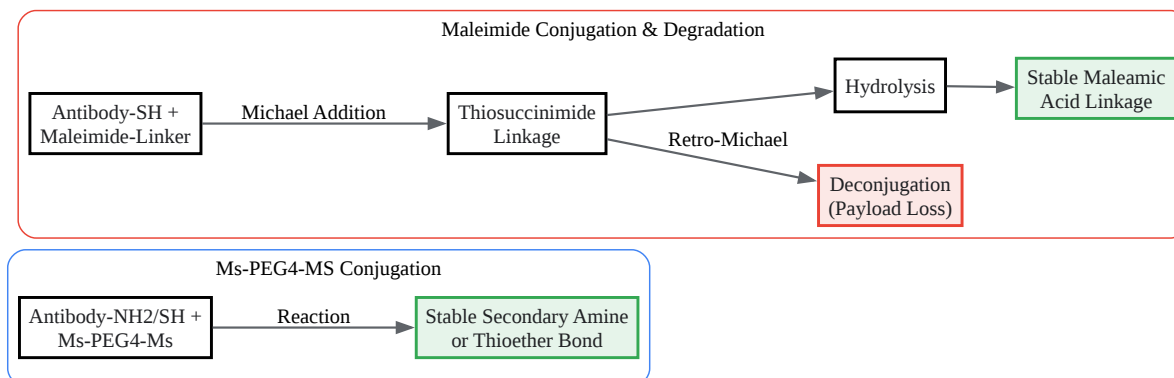 Maleimide Conjugation & Degradation
Antibody-SH +
Maleimide-Linker
Michael Addition
Thiosuccinimide
Linkage
Hydrolysis
Stable Maleamic
Acid Linkage
Retro-Michael
Deconjugation
(Payload Loss)
Ms-PEG4-MS Conjugation
Antibody-NH2/SH +
Ms-PEG4-Ms
Reaction
Stable Secondary Amine
or Thioether Bond